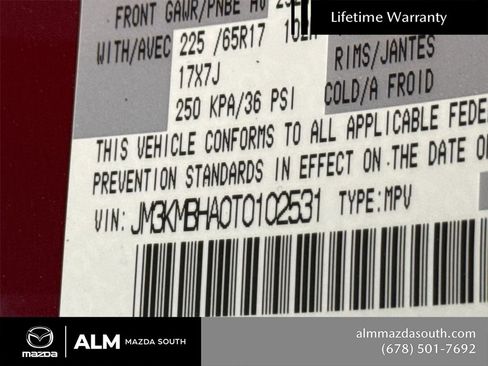 Lifetime Warranty
FRONT GAWR/PNBE AV
WITH/AVEC 225 /65R17 102H
RIMS/JANTES
17X7J
COLD/A FROID
250 KPA/36 PSI
THIS VEHICLE CONFORMS TO ALL APPLICABLE FEDE
PREVENTION STANDARDS IN EFFECT ON THE DATE O
VIN: JM3KMBHA0T0102531 TYPE:MPV
mazda
ALM MAZDA SOUTH
almmazdasouth.com
(678) 501-7692